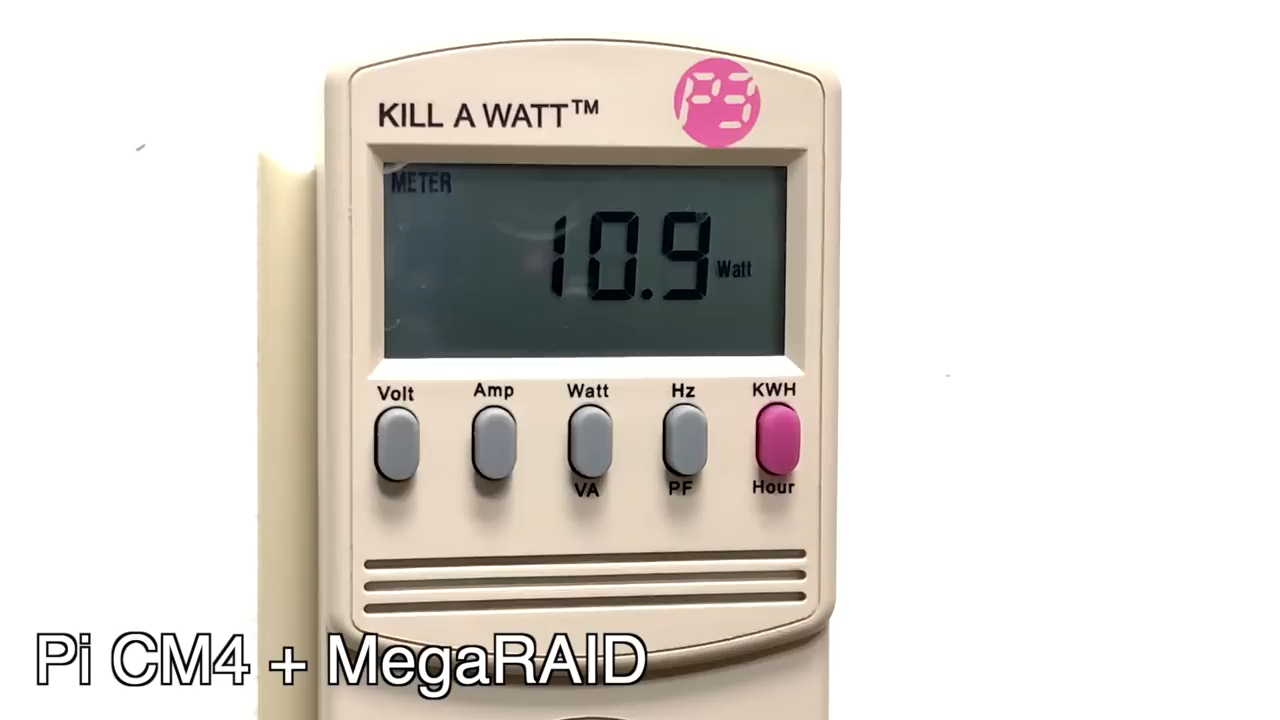 KILL A WATT™
P3
METER
10.9 Watt
Volt Amp Watt Hz KWH
VA PF Hour
Pi CM4 + MegaRAID